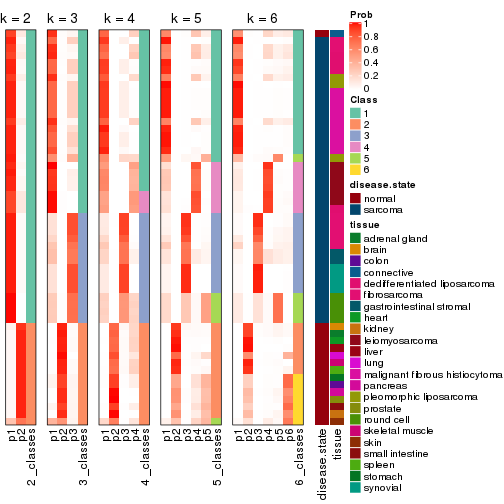 k = 2 k = 3 k = 4 k = 5 k = 6
p1
p2
2_classes
p1
p2
p3
3_classes
p1
p2
p3
p4
4_classes
p1
p2
p3
p4
p5
5_classes
p1
p2
p3
p4
p5
p6
6_classes
disease.state
tissue
Prob
1
0.8
0.6
0.4
0.2
0
Class
1
2
3
4
5
6
disease.state
normal
sarcoma
tissue
adrenal gland
brain
colon
connective
dedifferentiated liposarcoma
fibrosarcoma
gastrointestinal stromal
heart
kidney
leiomyosarcoma
liver
lung
malignant fibrous histiocytoma
pancreas
pleomorphic liposarcoma
prostate
round cell
skeletal muscle
skin
small intestine
spleen
stomach
synovial